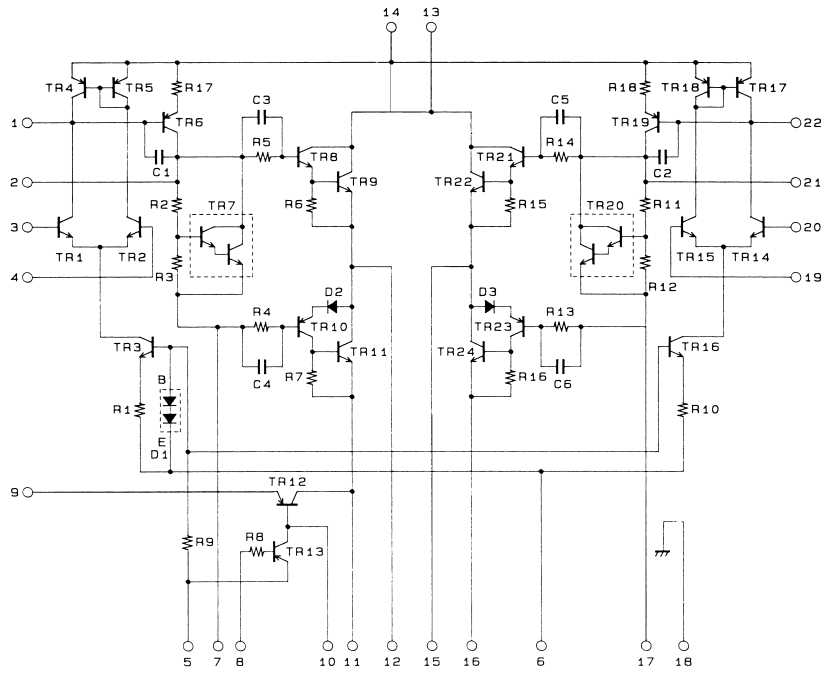 14 13
TR4 TR5 R17 R18 TR18 TR17
C3 C5
1 TR6 TR19 22
R5 R14
C1 TR8 TR21 C2
2 TR9 TR22 21
R2 TR7 R6 R15 TR20 R11
3 20
TR1 TR2 TR15 TR14
4 R3 R12 19
D2 D3
R4 TR10 TR23 R13
TR3 TR11 TR24 TR16
R7 C4 R16 C6
B
R1 R10
E
D1
9 TR12
R9 R8 TR13
5 7 8 10 11 12 15 16 6 17 18